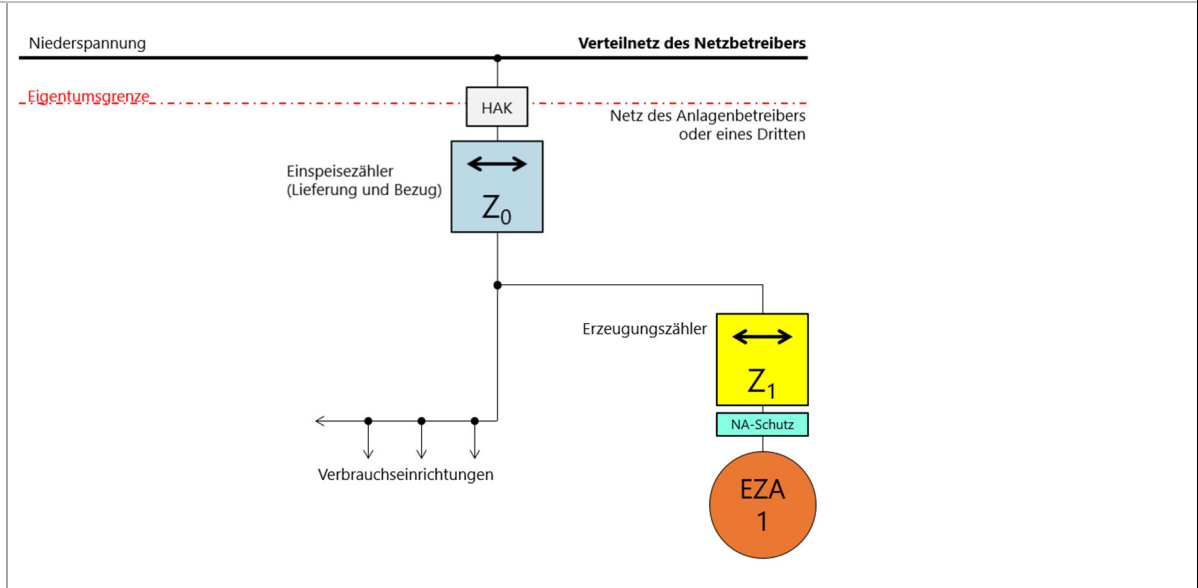 Niederspannung
Verteilnetz des Netzbetreibers
Eigentumsgrenze
HAK
Netz des Anlagenbetreibers
oder eines Dritten
Einspeisezähler
(Lieferung und Bezug)
Z0
Erzeugungszähler
Z1
NA-Schutz
Verbrauchseinrichtungen
EZA
1